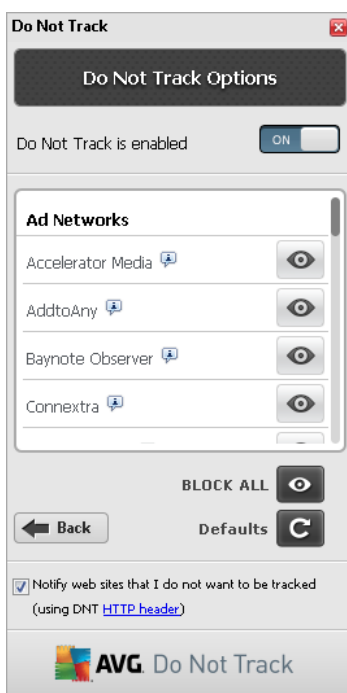 Do Not Track
Do Not Track Options
Do Not Track is enabled
ON
Ad Networks
Accelerator Media
AddtoAny
Baynote Observer
Connextra
BLOCK ALL
Back
Defaults
Notify web sites that I do not want to be tracked
(using DNT HTTP header)
AVG. Do Not Track